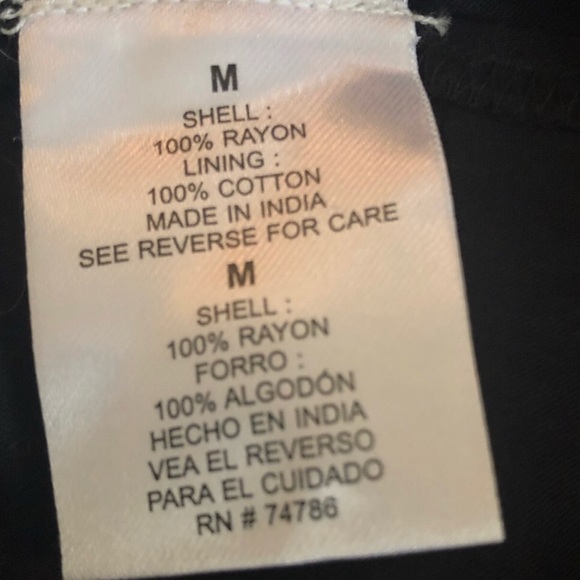 M
SHELL :
100% RAYON
LINING :
100% COTTON
MADE IN INDIA
SEE REVERSE FOR CARE
M
SHELL :
100% RAYON
FORRO :
100% ALGODÓN
HECHO EN INDIA
VEA EL REVERSO
PARA EL CUIDADO
RN # 74786